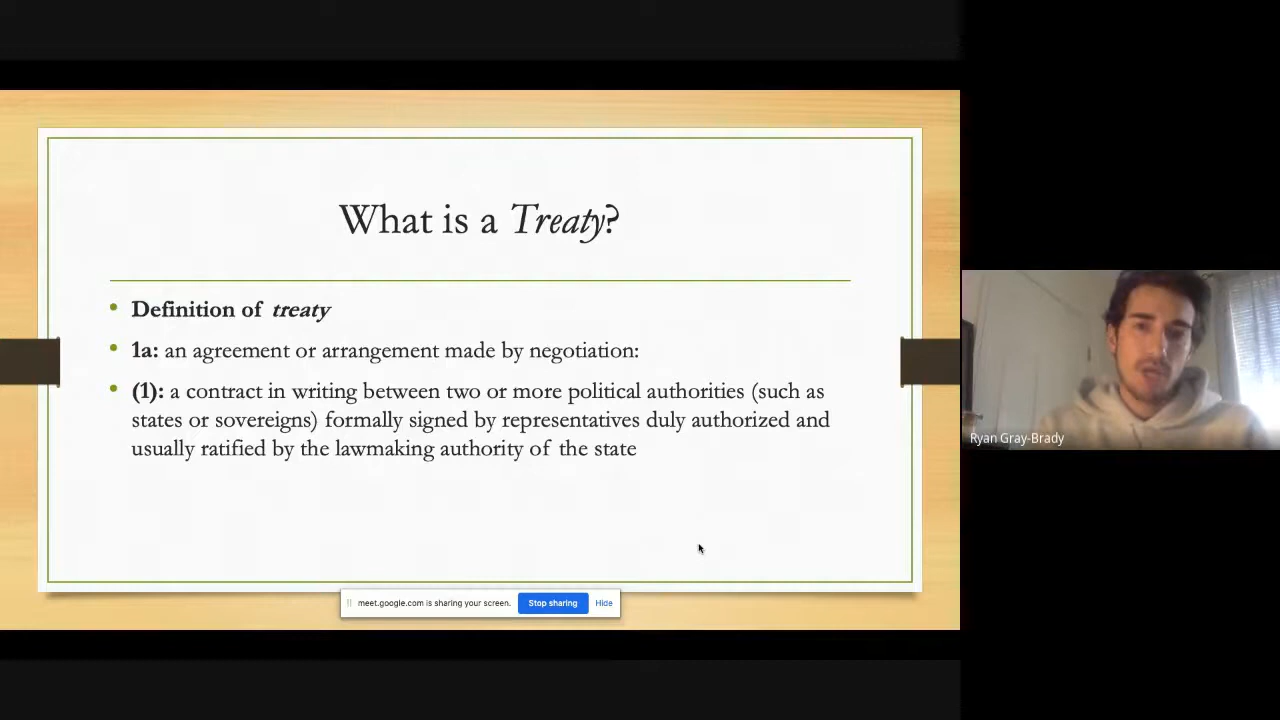 What is a Treaty?
Definition of treaty
1a: an agreement or arrangement made by negotiation:
(1): a contract in writing between two or more political authorities (such as
states or sovereigns) formally signed by representatives duly authorized and
usually ratified by the lawmaking authority of the state
meet.google.com is sharing your screen. Stop sharing Hide
Ryan Gray-Brady